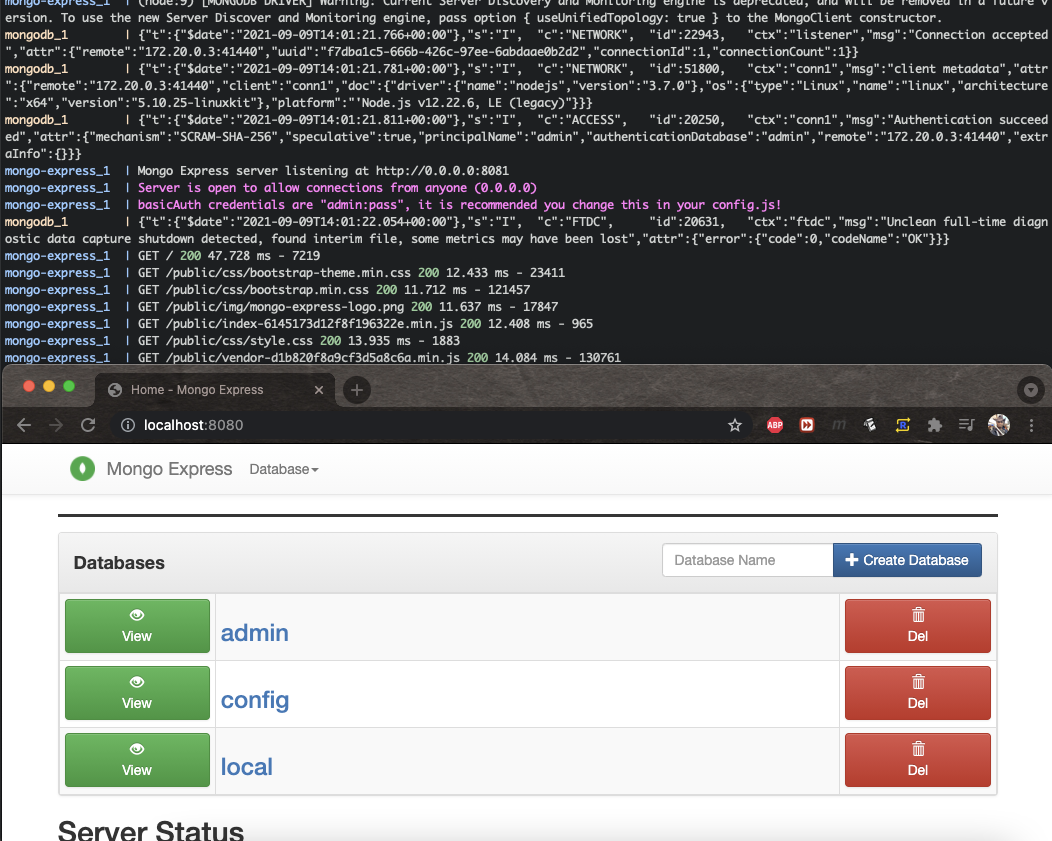 mongo-express_1  | (node:9) [MONGODB DRIVER] Warning: Current Server Discovery and Monitoring engine is deprecated, and will be removed in a future v
ersion. To use the new Server Discover and Monitoring engine, pass option { useUnifiedTopology: true } to the MongoClient constructor.
mongodb_1        | {"t":{"$date":"2021-09-09T14:01:21.766+00:00"},"s":"I",  "c":"NETWORK",  "id":22943,   "ctx":"listener","msg":"Connection accepted
","attr":{"remote":"172.20.0.3:41440","uuid":"f7dba1c5-666b-426c-97ee-6abdaae0b2d2","connectionId":1,"connectionCount":1}}
mongodb_1        | {"t":{"$date":"2021-09-09T14:01:21.781+00:00"},"s":"I",  "c":"NETWORK",  "id":51800,   "ctx":"conn1","msg":"client metadata","attr
":{"remote":"172.20.0.3:41440","client":"conn1","doc":{"driver":{"name":"nodejs","version":"3.7.0"},"os":{"type":"Linux","name":"linux","architecture
":"x64","version":"5.10.25-linuxkit"},"platform":"'Node.js v12.22.6, LE (legacy)"}}}
mongodb_1        | {"t":{"$date":"2021-09-09T14:01:21.811+00:00"},"s":"I",  "c":"ACCESS",   "id":20250,   "ctx":"conn1","msg":"Authentication succeed
ed","attr":{"mechanism":"SCRAM-SHA-256","speculative":true,"principalName":"admin","authenticationDatabase":"admin","remote":"172.20.0.3:41440","extr
aInfo":{}}}
mongo-express_1  | Mongo Express server listening at http://0.0.0.0:8081
mongo-express_1  | Server is open to allow connections from anyone (0.0.0.0)
mongo-express_1  | basicAuth credentials are "admin:pass", it is recommended you change this in your config.js!
mongodb_1        | {"t":{"$date":"2021-09-09T14:01:22.054+00:00"},"s":"I",  "c":"FTDC",     "id":20631,   "ctx":"ftdc","msg":"Unclean full-time diagn
ostic data capture shutdown detected, found interim file, some metrics may have been lost","attr":{"error":{"code":0,"codeName":"OK"}}}
mongo-express_1  | GET / 200 47.728 ms - 7219
mongo-express_1  | GET /public/css/bootstrap-theme.min.css 200 12.433 ms - 23411
mongo-express_1  | GET /public/css/bootstrap.min.css 200 11.712 ms - 121457
mongo-express_1  | GET /public/img/mongo-express-logo.png 200 11.637 ms - 17847
mongo-express_1  | GET /public/index-6145173d12f8f196322e.min.js 200 12.408 ms - 965
mongo-express_1  | GET /public/css/style.css 200 13.935 ms - 1883
mongo-express_1  | GET /public/vendor-d1b820f8a9cf3d5a8c6a.min.js 200 14.084 ms - 130761
Home - Mongo Express
localhost:8080
ABP
m
R
Mongo Express Database
Databases
Database Name
Create Database
View
admin
Del
View
config
Del
View
local
Del
Server Status